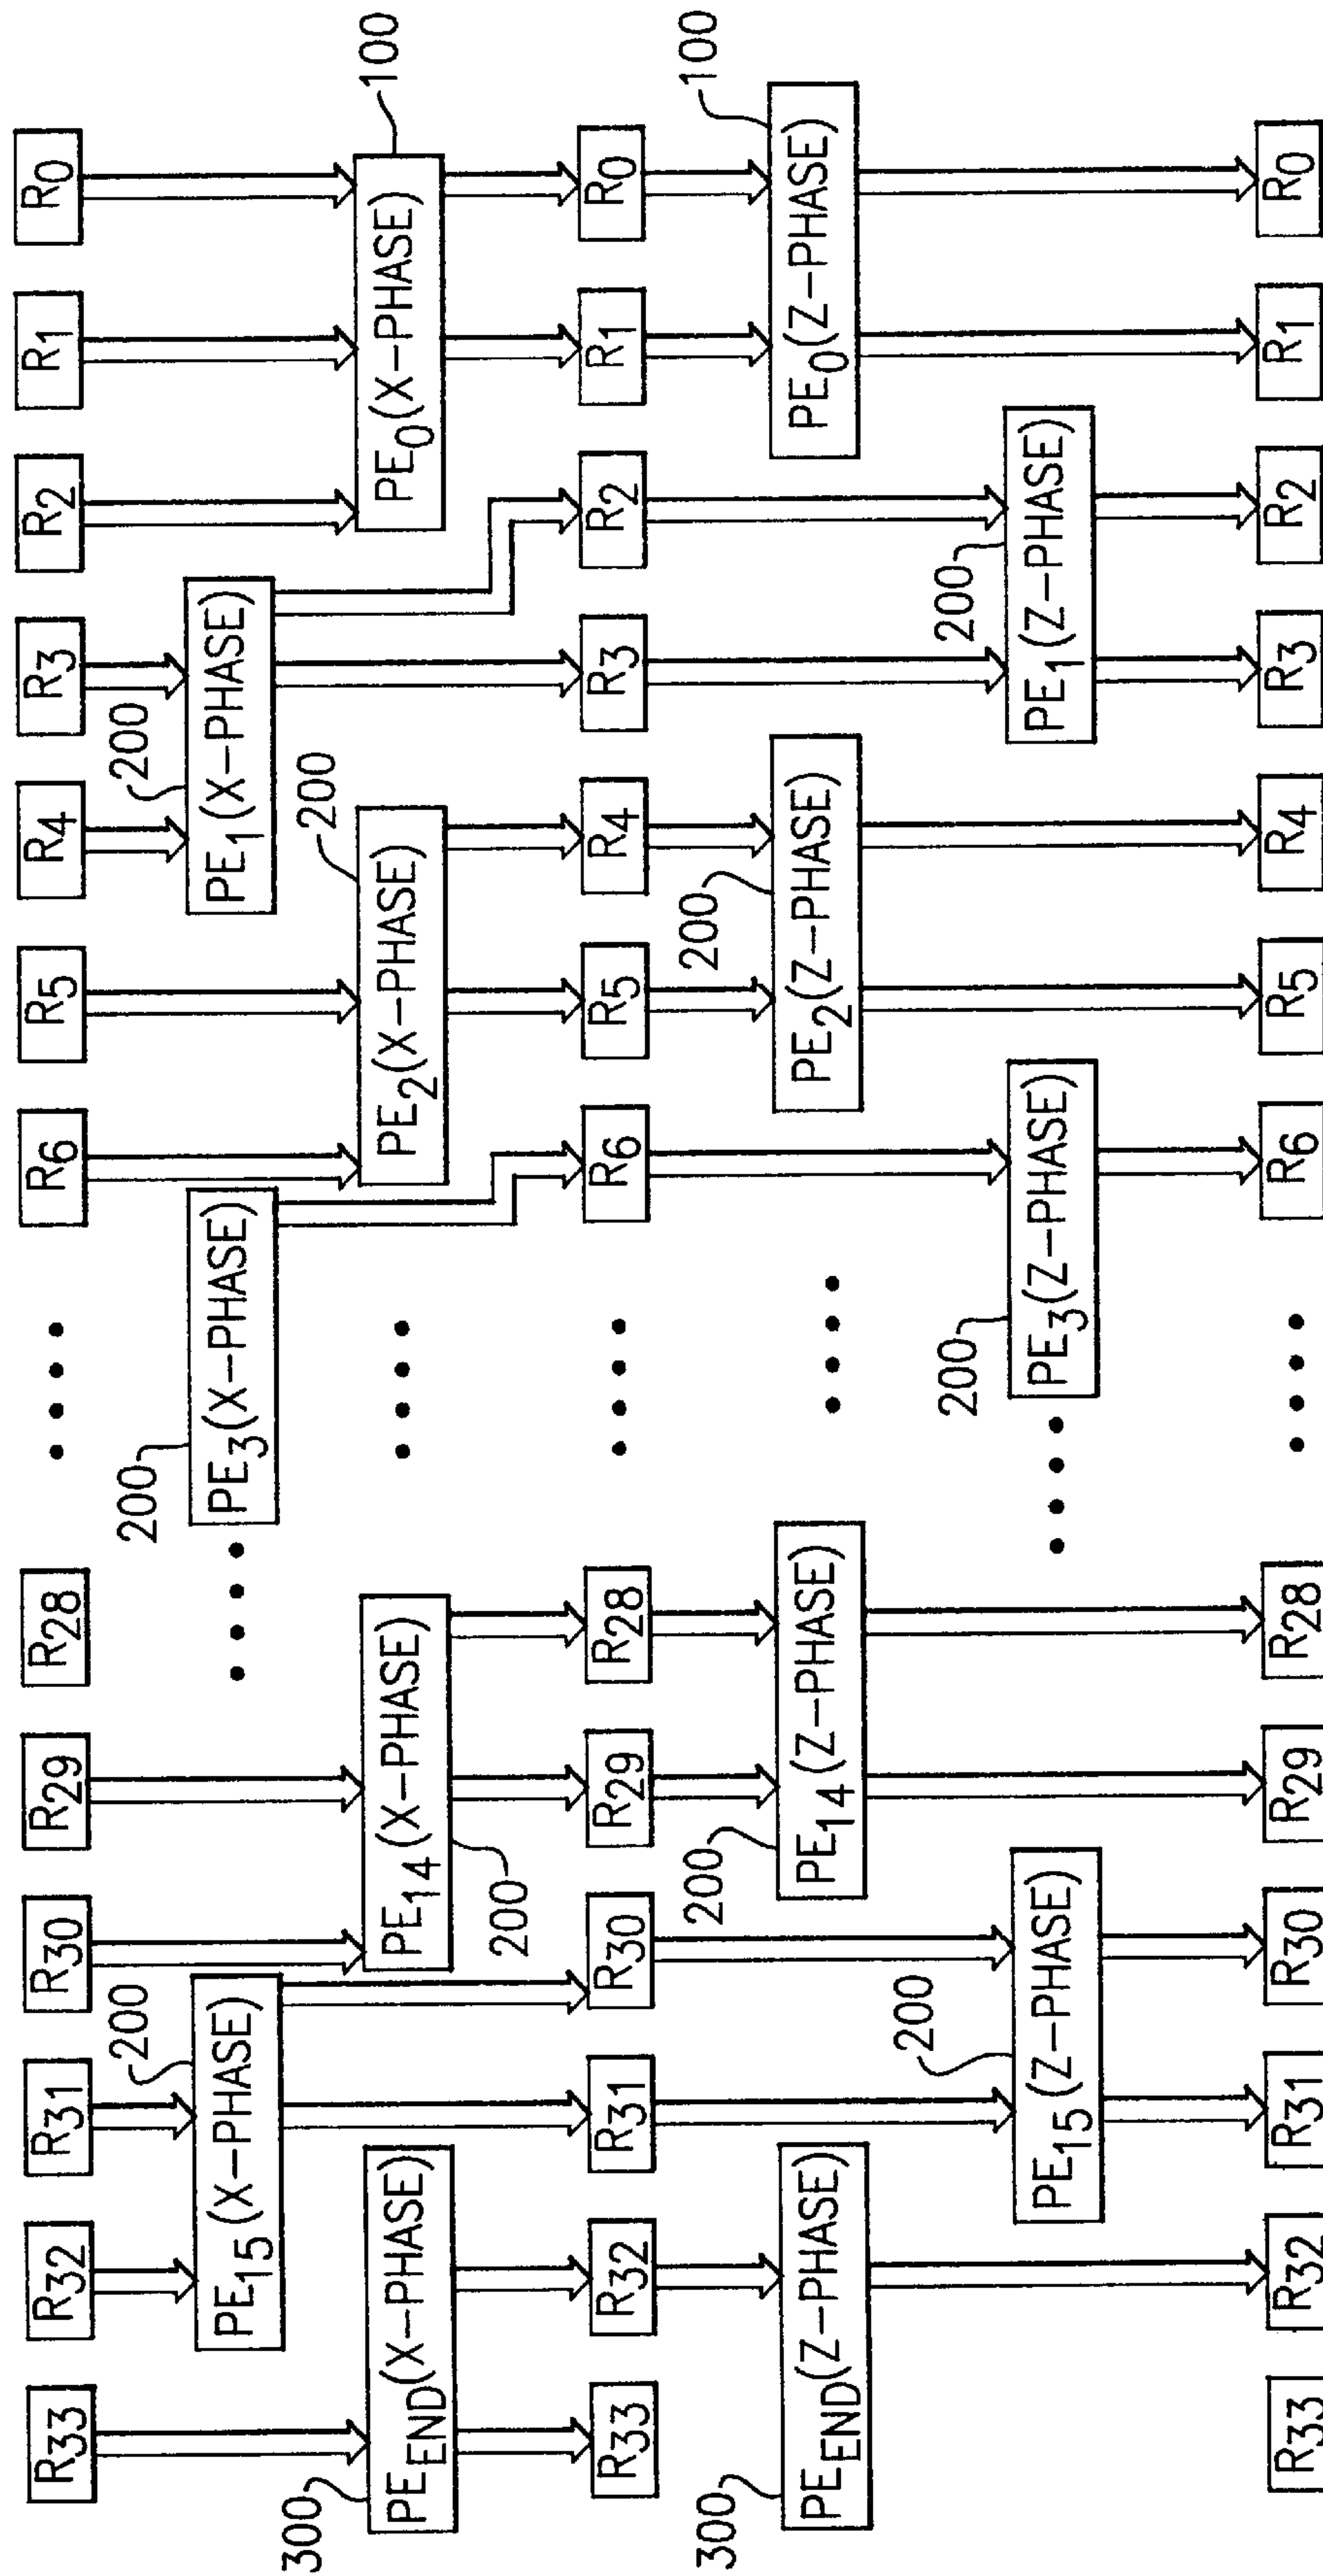 R33 R32 R31 R30 R29 R28 R6 R5 R4 R3 R2 R1 R0
200
PE15(X-PHASE) 200 PE3(X-PHASE) 200 PE1(X-PHASE)
300 PEEND(X-PHASE) PE14(X-PHASE) 200 PE2(X-PHASE) 200 PE0(X-PHASE) 100
R33 R32 R31 R30 R29 R28 R6 R5 R4 R3 R2 R1 R0
300 PEEND(Z-PHASE) 200 PE14(Z-PHASE) 200 PE2(Z-PHASE) PE0(Z-PHASE) 100
200 PE15(Z-PHASE) 200 PE3(Z-PHASE) 200 PE1(Z-PHASE)
R33 R32 R31 R30 R29 R28 R6 R5 R4 R3 R2 R1 R0